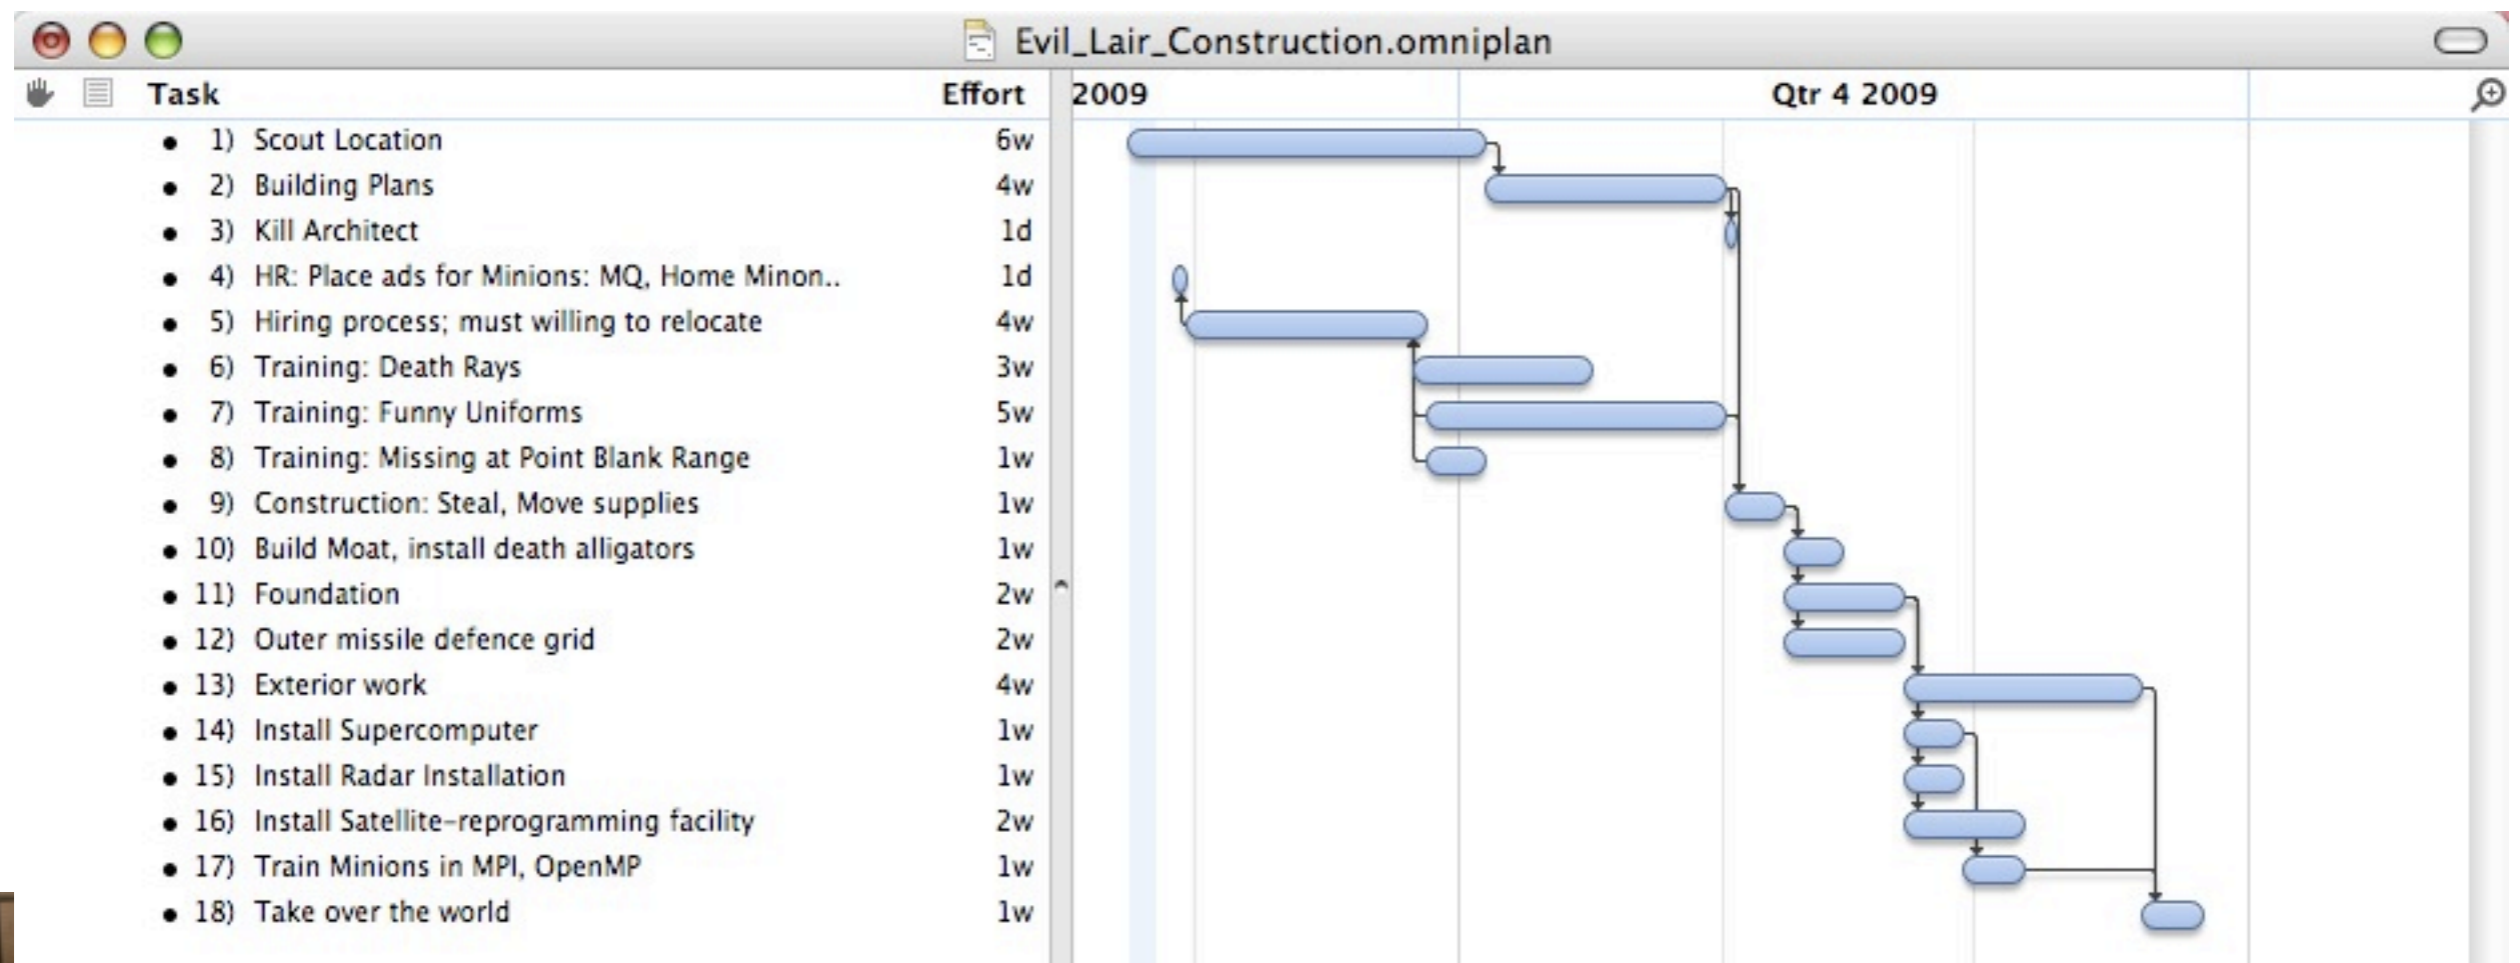 Evil_Lair_Construction.omniplan
Task Effort 2009 Qtr 4 2009
• 1) Scout Location 6w
• 2) Building Plans 4w
• 3) Kill Architect 1d
• 4) HR: Place ads for Minions: MQ, Home Minon.. 1d
• 5) Hiring process; must willing to relocate 4w
• 6) Training: Death Rays 3w
• 7) Training: Funny Uniforms 5w
• 8) Training: Missing at Point Blank Range 1w
• 9) Construction: Steal, Move supplies 1w
• 10) Build Moat, install death alligators 1w
• 11) Foundation 2w
• 12) Outer missile defence grid 2w
• 13) Exterior work 4w
• 14) Install Supercomputer 1w
• 15) Install Radar Installation 1w
• 16) Install Satellite-reprogramming facility 2w
• 17) Train Minions in MPI, OpenMP 1w
• 18) Take over the world 1w